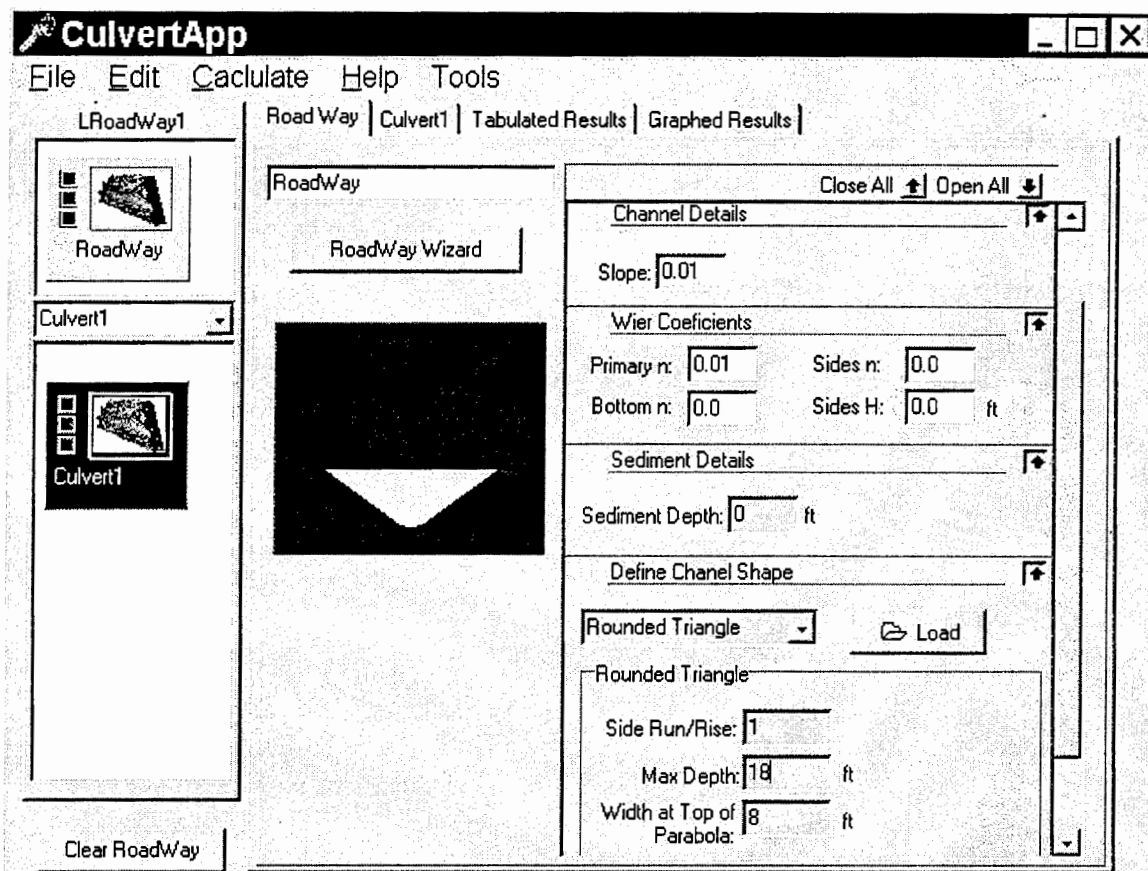 CulvertApp
File Edit Caclulate Help Tools
LRoadWay1
RoadWay
Culvert1
Culvert1
Clear RoadWay
Road Way Culvert1 Tabulated Results Graphed Results
RoadWay
RoadWay Wizard
Close All Open All
Channel Details
Slope: 0.01
Wier Coeficients
Primary n: 0.01 Sides n: 0.0
Bottom n: 0.0 Sides H: 0.0 ft
Sediment Details
Sediment Depth: 0 ft
Define Chanel Shape
Rounded Triangle Load
Rounded Triangle
Side Run/Rise: 1
Max Depth: 18 ft
Width at Top of
Parabola: 8 ft